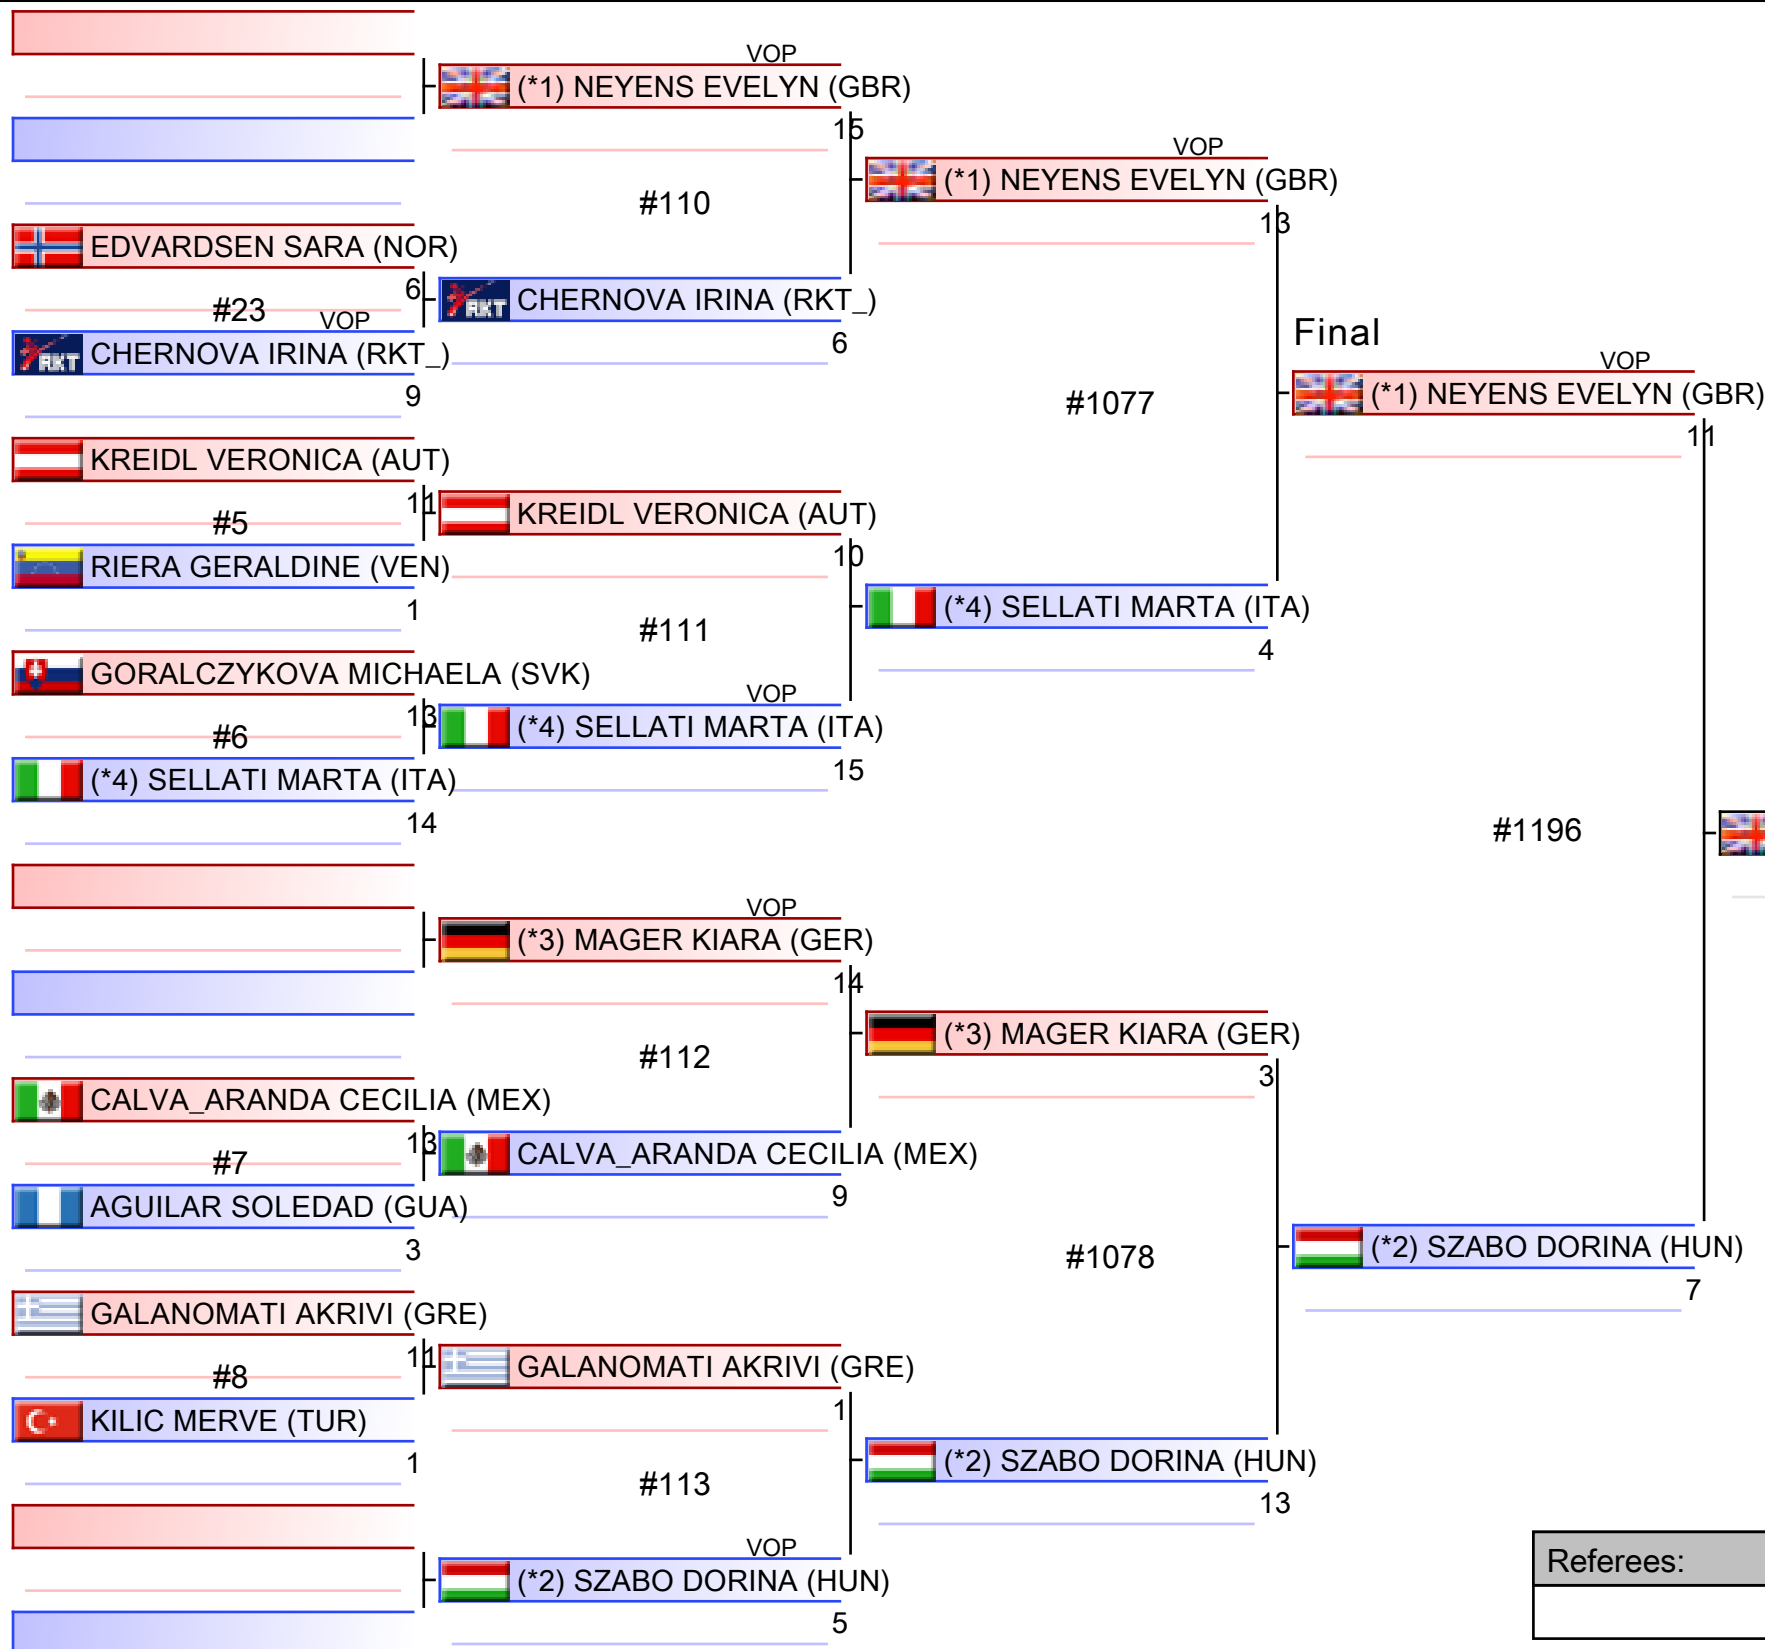 VOP
(*1) NEYENS EVELYN (GBR)
15
#110
VOP
(*1) NEYENS EVELYN (GBR)
13
EDVARDSEN SARA (NOR)
6
#23
VOP
CHERNOVA IRINA (RKT_)
9
RKT
CHERNOVA IRINA (RKT_)
6
RKT
Final
VOP
(*1) NEYENS EVELYN (GBR)
11
#1077
KREIDL VERONICA (AUT)
11
#5
RIERA GERALDINE (VEN)
1
KREIDL VERONICA (AUT)
10
#111
(*4) SELLATI MARTA (ITA)
4
GORALCZYKOVA MICHAELA (SVK)
13
#6
(*4) SELLATI MARTA (ITA)
14
VOP
(*4) SELLATI MARTA (ITA)
15
#1196
VOP
(*3) MAGER KIARA (GER)
14
#112
(*3) MAGER KIARA (GER)
3
CALVA_ARANDA CECILIA (MEX)
13
#7
AGUILAR SOLEDAD (GUA)
3
CALVA_ARANDA CECILIA (MEX)
9
#1078
(*2) SZABO DORINA (HUN)
7
GALANOMATI AKRIVI (GRE)
11
#8
KILIC MERVE (TUR)
1
GALANOMATI AKRIVI (GRE)
1
#113
(*2) SZABO DORINA (HUN)
13
VOP
(*2) SZABO DORINA (HUN)
5
Referees: